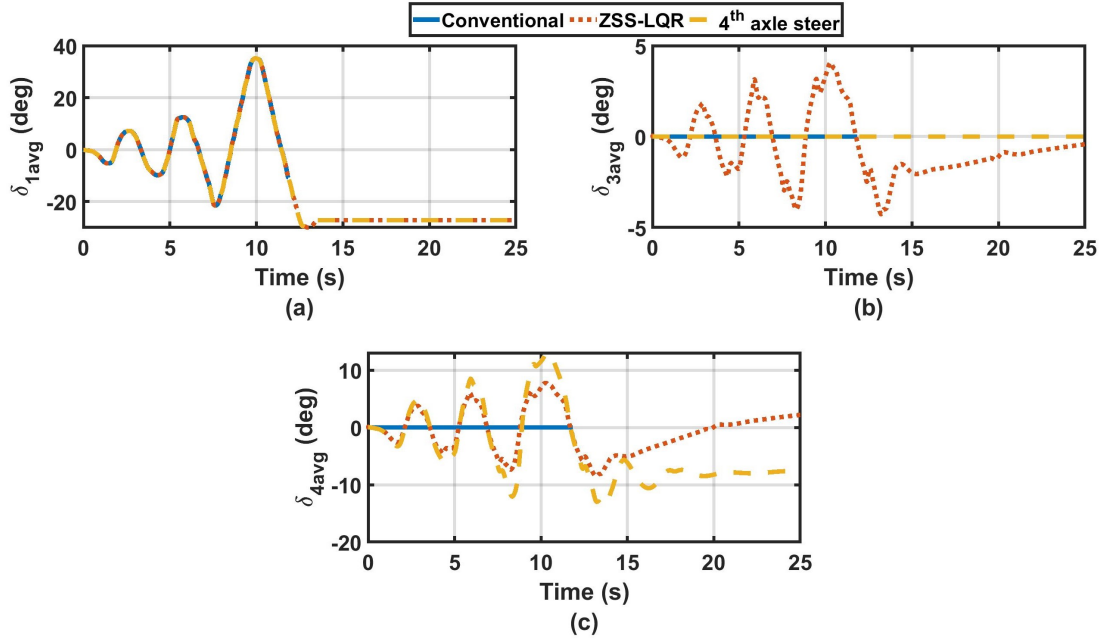 Conventional ZSS-LQR 4th axle steer
δ1avg (deg)
40
20
0
-20
0 5 10 15 20 25
Time (s)
(a)
δ3avg (deg)
5
0
-5
0 5 10 15 20 25
Time (s)
(b)
δ4avg (deg)
10
0
-10
-20
0 5 10 15 20 25
Time (s)
(c)